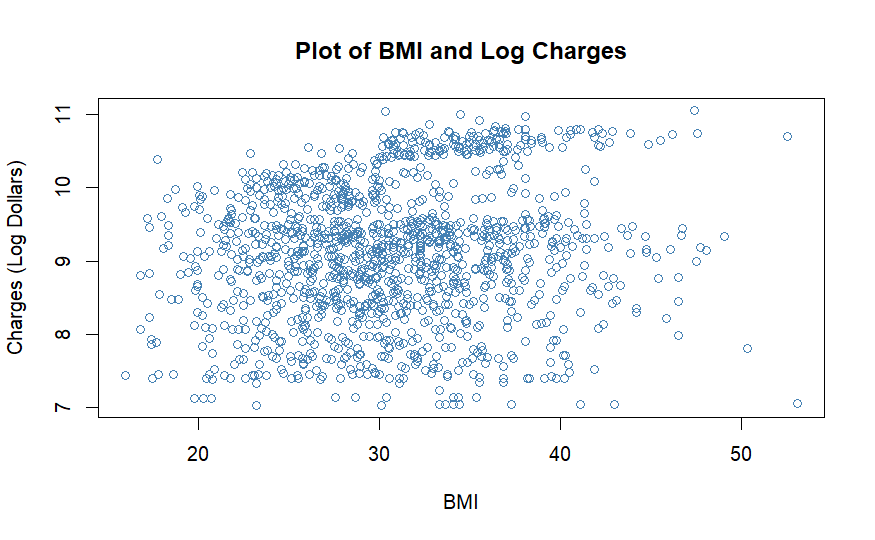 Plot of BMI and Log Charges
Charges (Log Dollars)
11
10
9
8
7
20 30 40 50
BMI